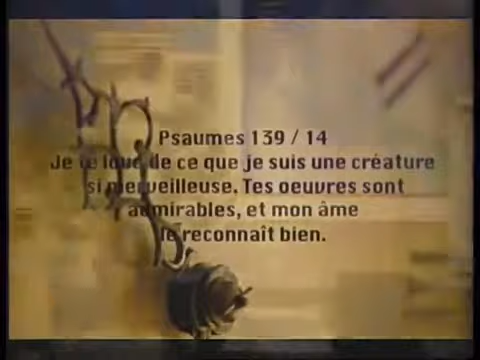 Psaumes 139 / 14
Je te loue de ce que je suis une créature
si merveilleuse. Tes oeuvres sont
admirables, et mon âme
le reconnaît bien.